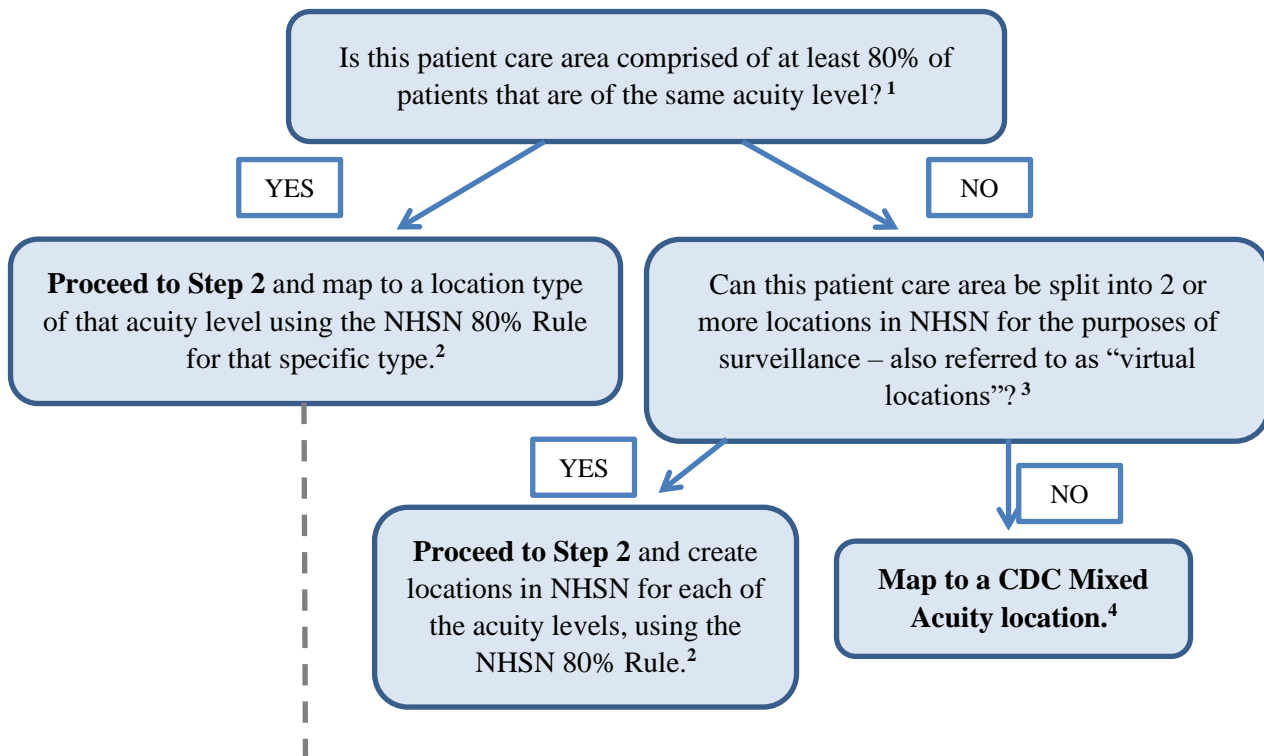 Is this patient care area comprised of at least 80% of
patients that are of the same acuity level? 1
YES
NO
Proceed to Step 2 and map to a location type
of that acuity level using the NHSN 80% Rule
for that specific type.2
Can this patient care area be split into 2 or
more locations in NHSN for the purposes of
surveillance – also referred to as “virtual
locations”? 3
YES
NO
Proceed to Step 2 and create
locations in NHSN for each of
the acuity levels, using the
NHSN 80% Rule.2
Map to a CDC Mixed
Acuity location.4